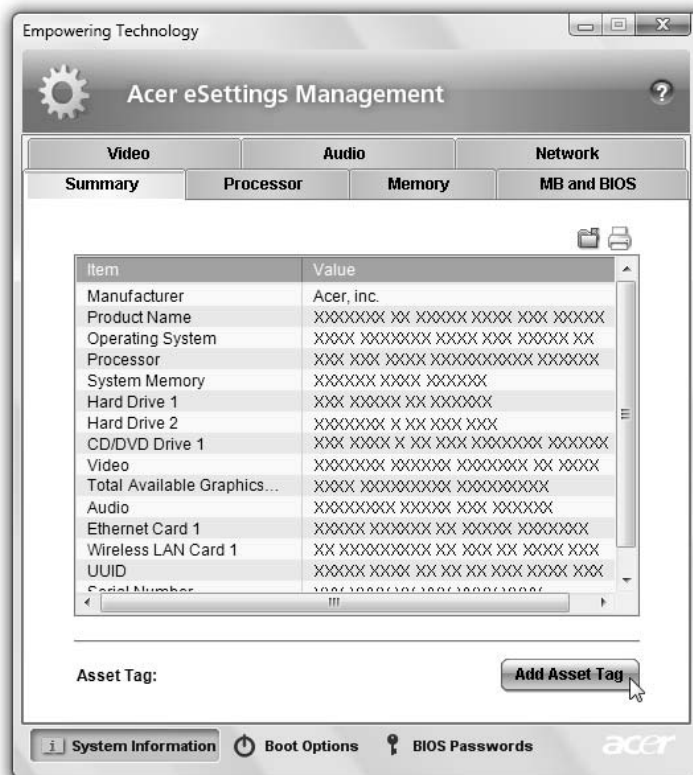 Empowering Technology
Acer eSettings Management
Video Audio Network
Summary Processor Memory MB and BIOS
Item Value
Manufacturer Acer, inc.
Product Name XXXXXXX XX XXXXX XXXX XXX XXXXX
Operating System XXXX XXXXXXX XXXX XXX XXXXX XX
Processor XXX XXX XXXX XXXXXXXXXX XXXXXX
System Memory XXXXXX XXXX XXXXXX
Hard Drive 1 XXX XXXXX XX XXXXXX
Hard Drive 2 XXXXXXX X XX XXX XXX
CD/DVD Drive 1 XXX XXXX X XX XXX XXXXXXX XXXXXX
Video XXXXXXX XXXXXX XXXXXXX XX XXXX
Total Available Graphics... XXXX XXXXXXXXX XXXXXXXXX
Audio XXXXXXXXX XXXXX XXX XXXXXX
Ethernet Card 1 XXXXX XXXXXX XX XXXXX XXXXXXX
Wireless LAN Card 1 XX XXXXXXXXXX XX XXX XX XXXX XXX
UUID XXXXX XXXX XX XX XX XXX XXXX XXX
Serial Number
Asset Tag: Add Asset Tag
System Information Boot Options BIOS Passwords acer